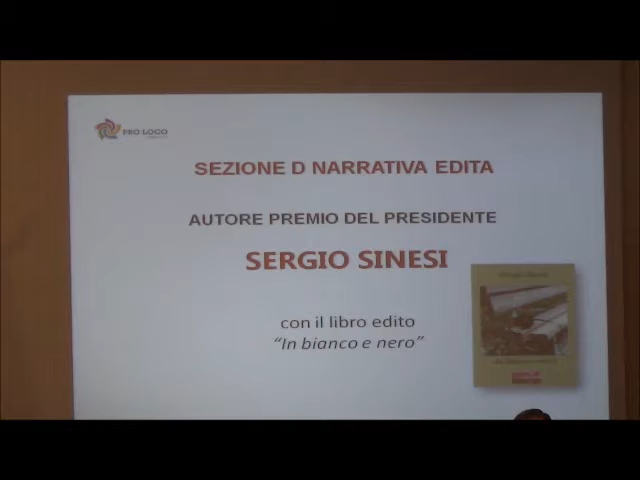 PRO LOCO
SEZIONE D NARRATIVA EDITA
AUTORE PREMIO DEL PRESIDENTE
SERGIO SINESI
con il libro edito
“In bianco e nero”